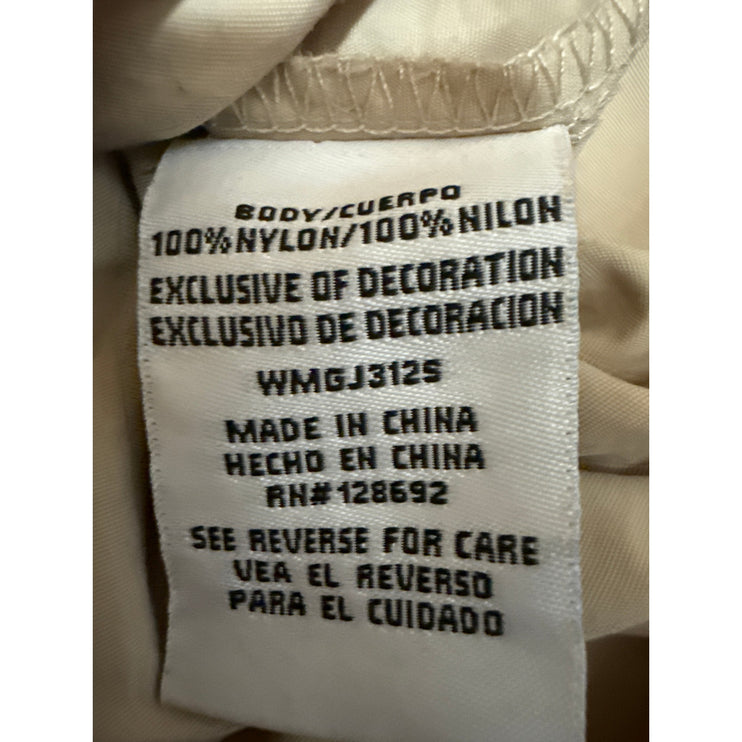 BODY/CUERPO
100%NYLON/100%NILON
EXCLUSIVE OF DECORATION
EXCLUSIVO DE DECORACION
WMGJ312S
MADE IN CHINA
HECHO EN CHINA
RN#128692
SEE REVERSE FOR CARE
VEA EL REVERSO
PARA EL CUIDADO